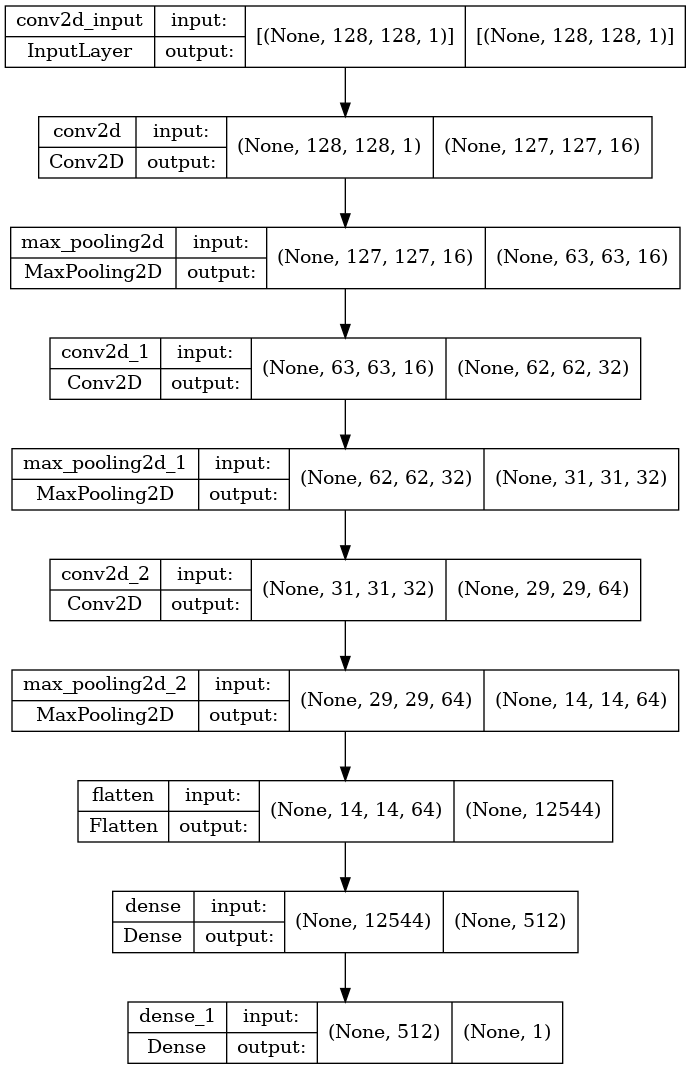 conv2d_input input: [(None, 128, 128, 1)] [(None, 128, 128, 1)]
InputLayer output:
conv2d input: (None, 128, 128, 1) (None, 127, 127, 16)
Conv2D output:
max_pooling2d input: (None, 127, 127, 16) (None, 63, 63, 16)
MaxPooling2D output:
conv2d_1 input: (None, 63, 63, 16) (None, 62, 62, 32)
Conv2D output:
max_pooling2d_1 input: (None, 62, 62, 32) (None, 31, 31, 32)
MaxPooling2D output:
conv2d_2 input: (None, 31, 31, 32) (None, 29, 29, 64)
Conv2D output:
max_pooling2d_2 input: (None, 29, 29, 64) (None, 14, 14, 64)
MaxPooling2D output:
flatten input: (None, 14, 14, 64) (None, 12544)
Flatten output:
dense input: (None, 12544) (None, 512)
Dense output:
dense_1 input: (None, 512) (None, 1)
Dense output: